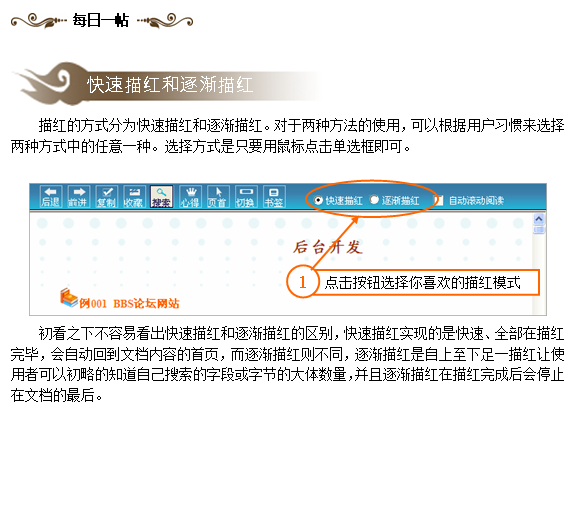 每日一帖
快速描红和逐渐描红
描红的方式分为快速描红和逐渐描红。对于两种方法的使用，可以根据用户习惯来选择
两种方式中的任意一种。选择方式是只要用鼠标点击单选框即可。
后退 前进 复制 收藏 搜索 心得 页首 切换 书签 快速描红 逐渐描红 自动滚动阅读
后台开发
1 点击按钮选择你喜欢的描红模式
例001 BBS论坛网站
初看之下不容易看出快速描红和逐渐描红的区别，快速描红实现的是快速、全部在描红
完毕，会自动回到文档内容的首页，而逐渐描红则不同，逐渐描红是自上至下足一描红让使
用者可以初略的知道自己搜索的字段或字节的大体数量，并且逐渐描红在描红完成后会停止
在文档的最后。